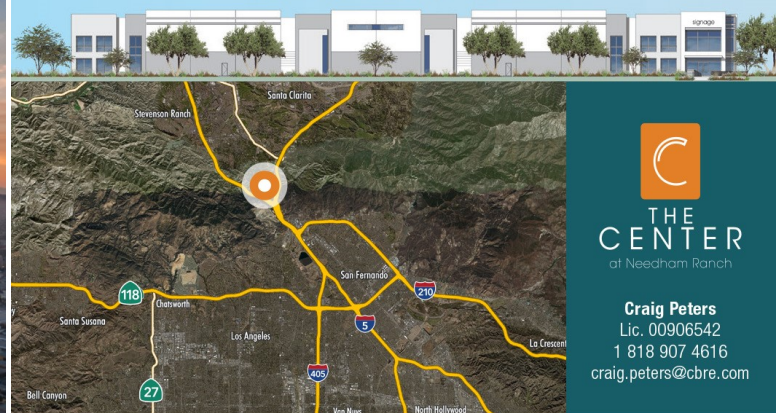 signage
Santa Clarita
Stevenson Ranch
San Fernando
118
210
Chatsworth
Santa Susana
5
Los Angeles
La Crescent
405
27
Bell Canyon
Van Nuys
North Hollywood
C
THE
CENTER
at Needham Ranch
Craig Peters
Lic. 00906542
1 818 907 4616
craig.peters@cbre.com